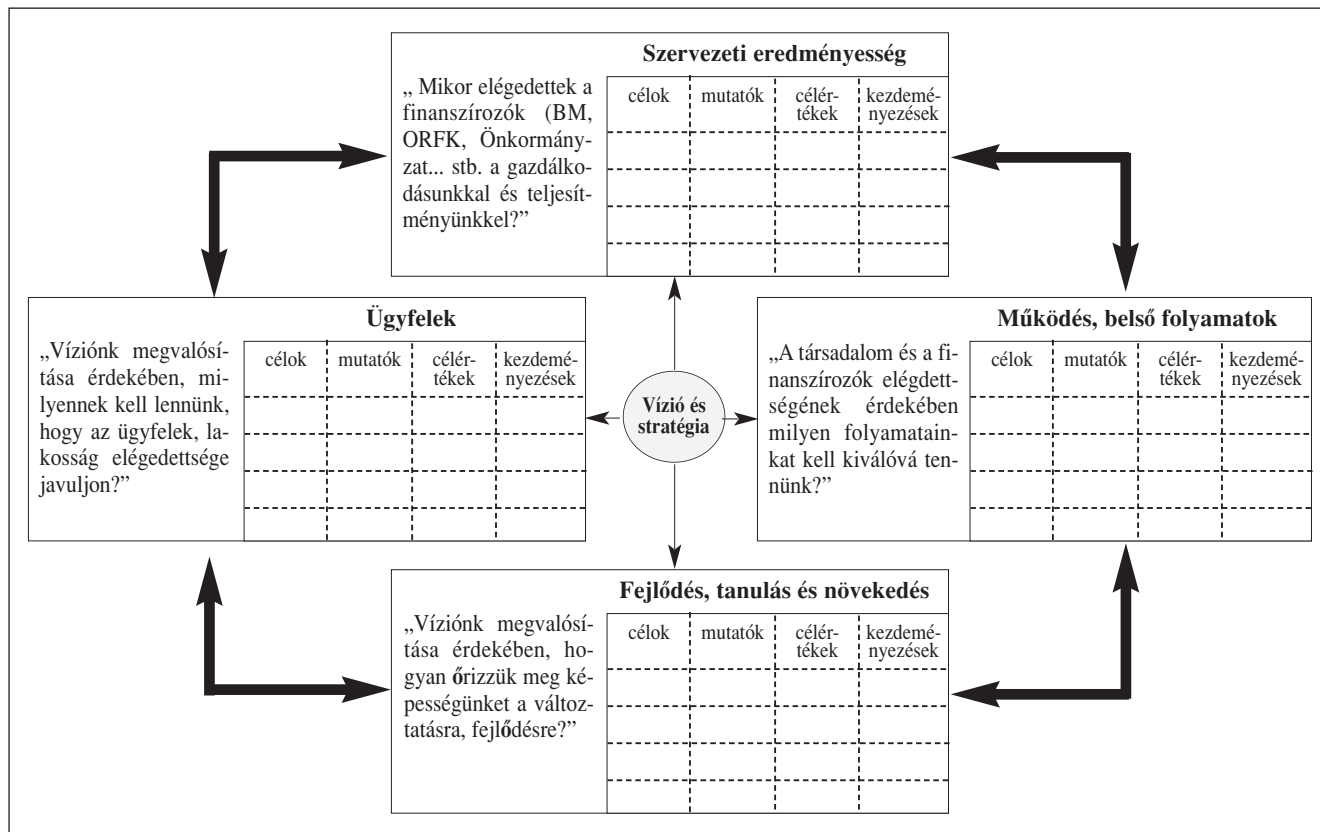 Szervezeti eredményesség
„ Mikor elégedettek a
finanszírozók (BM,
ORFK, Önkormány-
zat... stb. a gazdálko-
dásunkkal és teljesít-
ményünkkel?”
célok mutatók célér- kezdemé-
tékek nyezések
Ügyfelek
„Víziónk megvalósí-
tása érdekében, mi-
lyennek kell lennünk,
hogy az ügyfelek, la-
kosság elégedettsége
javuljon?”
célok mutatók célér- kezdemé-
tékek nyezések
Vízió és
stratégia
Működés, belső folyamatok
„A társadalom és a fi-
nanszírozók elégdett-
ségének érdekében
milyen folyamatain-
kat kell kiválóvá ten-
nünk?”
célok mutatók célér- kezdemé-
tékek nyezések
Fejlődés, tanulás és növekedés
„Víziónk megvalósí-
tása érdekében, ho-
gyan őrizzük meg ké-
pességünket a változ-
tatásra, fejlődésre?”
célok mutatók célér- kezdemé-
tékek nyezések